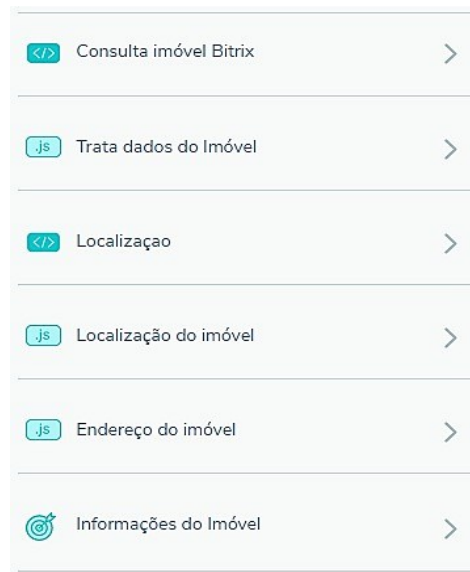 </> Consulta imóvel Bitrix
.js Trata dados do Imóvel
</> Localizaçao
.js Localização do imóvel
.js Endereço do imóvel
Informações do Imóvel